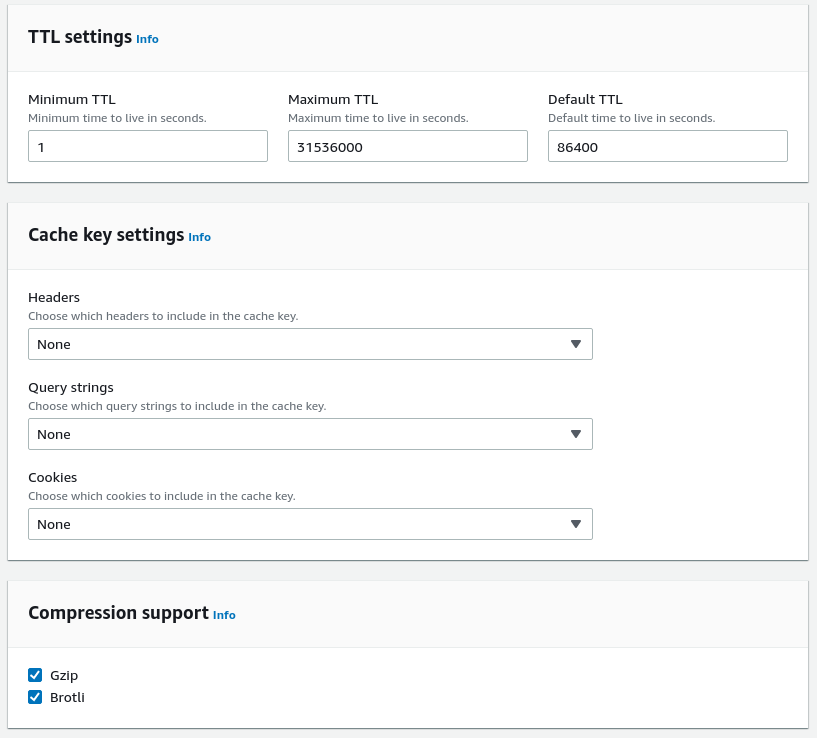 TTL settings Info
Minimum TTL
Minimum time to live in seconds.
1
Maximum TTL
Maximum time to live in seconds.
31536000
Default TTL
Default time to live in seconds.
86400
Cache key settings Info
Headers
Choose which headers to include in the cache key.
None
Query strings
Choose which query strings to include in the cache key.
None
Cookies
Choose which cookies to include in the cache key.
None
Compression support Info
Gzip
Brotli